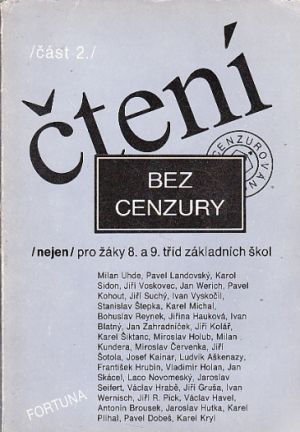 /část 2./
čtení
CENZUROVÁN
BEZ
CENZURY
/nejen/ pro žáky 8. a 9. tříd základních škol
Milan Uhde, Pavel Landovský, Karol
Sidon, Jiří Voskovec, Jan Werich, Pavel
Kohout, Jiří Suchý, Ivan Vyskočil,
Stanislav Štepka, Karel Michal,
Bohuslav Reynek, Jiřina Hauková, Ivan
Blatný, Jan Zahradníček, Jiří Kolář,
Karel Šiktanc, Miroslav Holub, Milan
Kundera, Miroslav Červenka, Jiří
Šotola, Josef Kainar, Ludvík Aškenazy,
František Hrubín, Vladimír Holan, Jan
Skácel, Laco Novomeský, Jaroslav
Seifert, Václav Hrabě, Jiří Gruša, Ivan
Wernisch, Jiří R. Pick, Václav Havel,
Antonín Brousek, Jaroslav Hutka, Karel
Plíhal, Pavel Dobeš, Karel Kryl
FORTUNA